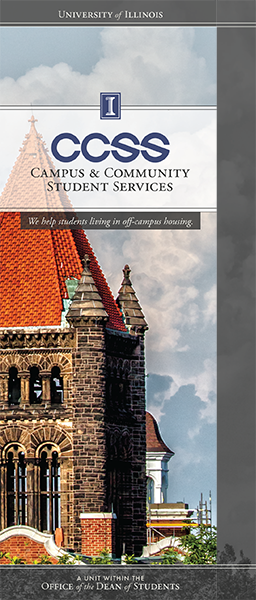 UNIVERSITY of ILLINOIS
I
CCSS
CAMPUS & COMMUNITY
STUDENT SERVICES
We help students living in off-campus housing.
A UNIT WITHIN THE
OFFICE of the DEAN of STUDENTS